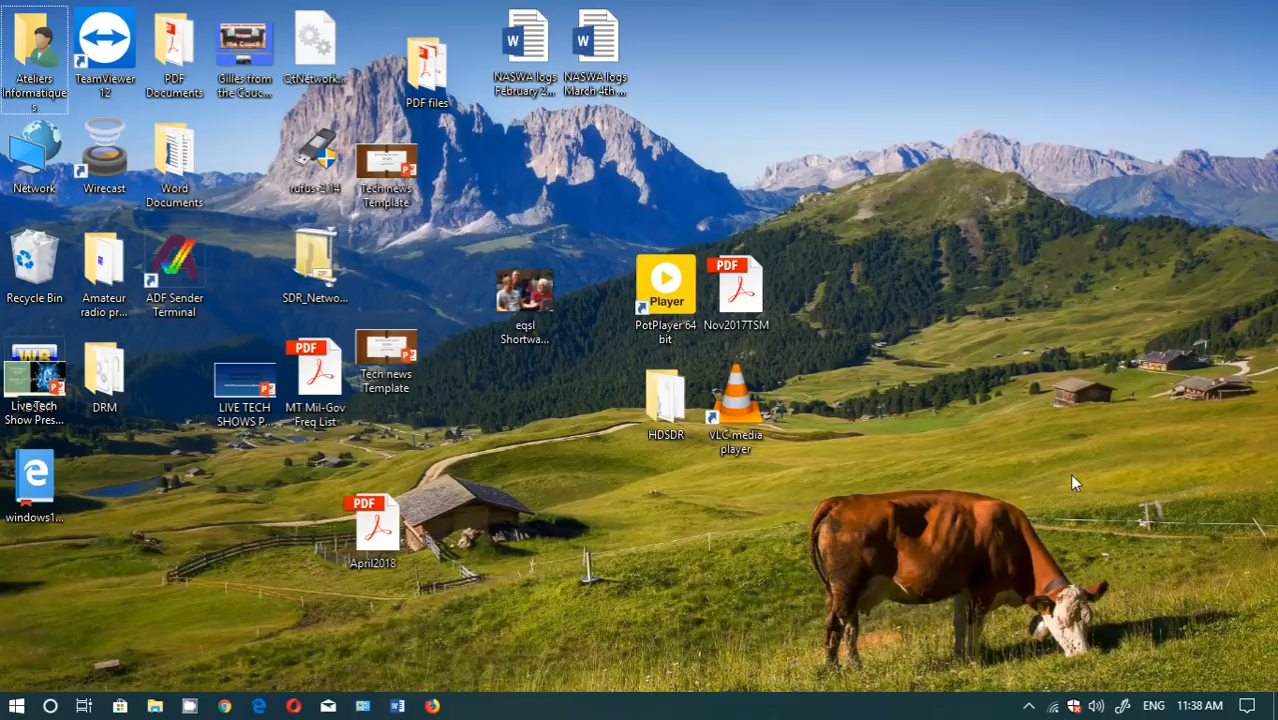 Ateliers
Informatique
s
TeamViewer
12
PDF
Documents
Gilles from
the Couc...
QtNetwork...
PDF files
NASWA logs
February 2...
NASWA logs
March 4th ...
Network
Wirecast
Word
Documents
rufus-2.14
Tech news
Template
Recycle Bin
Amateur
radio pr...
ADF Sender
Terminal
SDR_Netwo...
eqsl
Shortwa...
Player
PotPlayer 64
bit
PDF
Nov2017TSM
Live Tech
Show Pres...
DRM
LIVE TECH
SHOWS P...
PDF
MT Mil-Gov
Freq List
Tech news
Template
HDSDR
VLC media
player
windows1...
PDF
April2018
ENG
11:38 AM